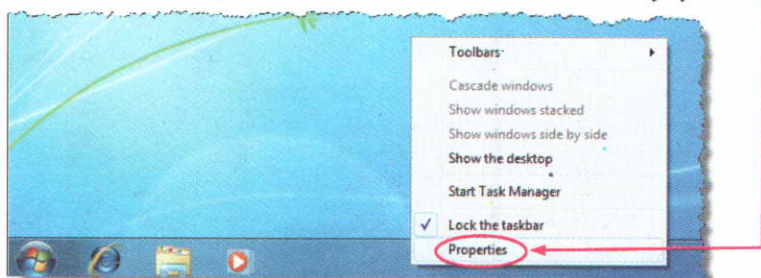 Toolbars
Cascade windows
Show windows stacked
Show windows side by side
Show the desktop
Start Task Manager
Lock the taskbar
Properties